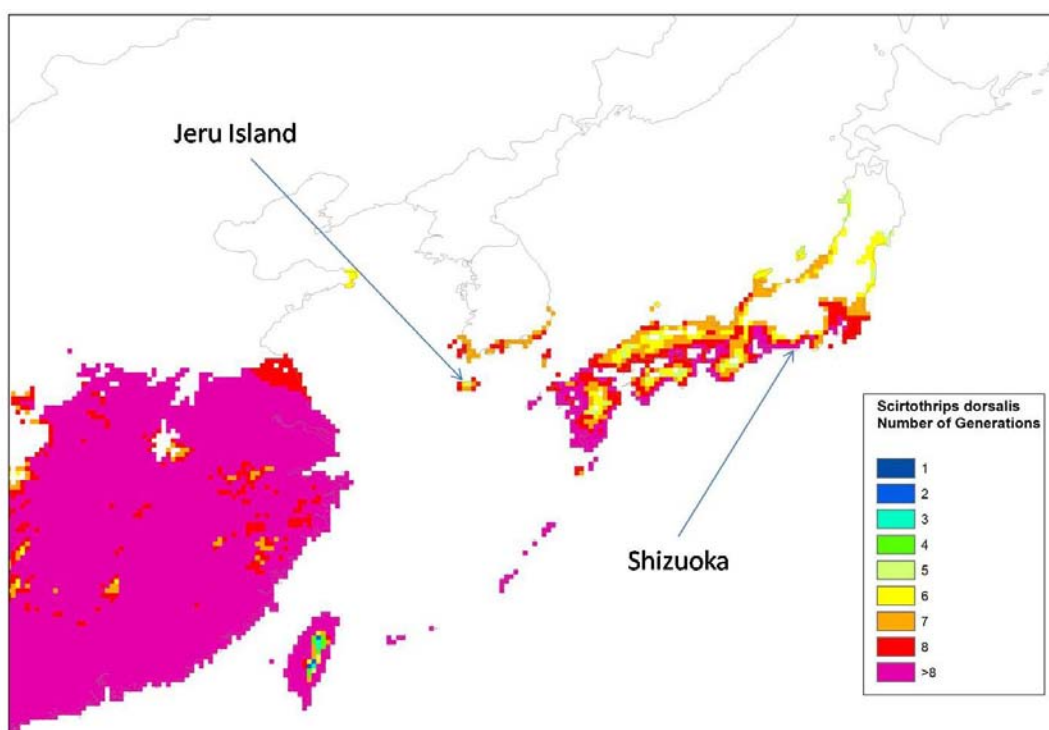 Jeru Island
Shizuoka
Scirtothrips dorsalis
Number of Generations
1
2
3
4
5
6
7
8
>8